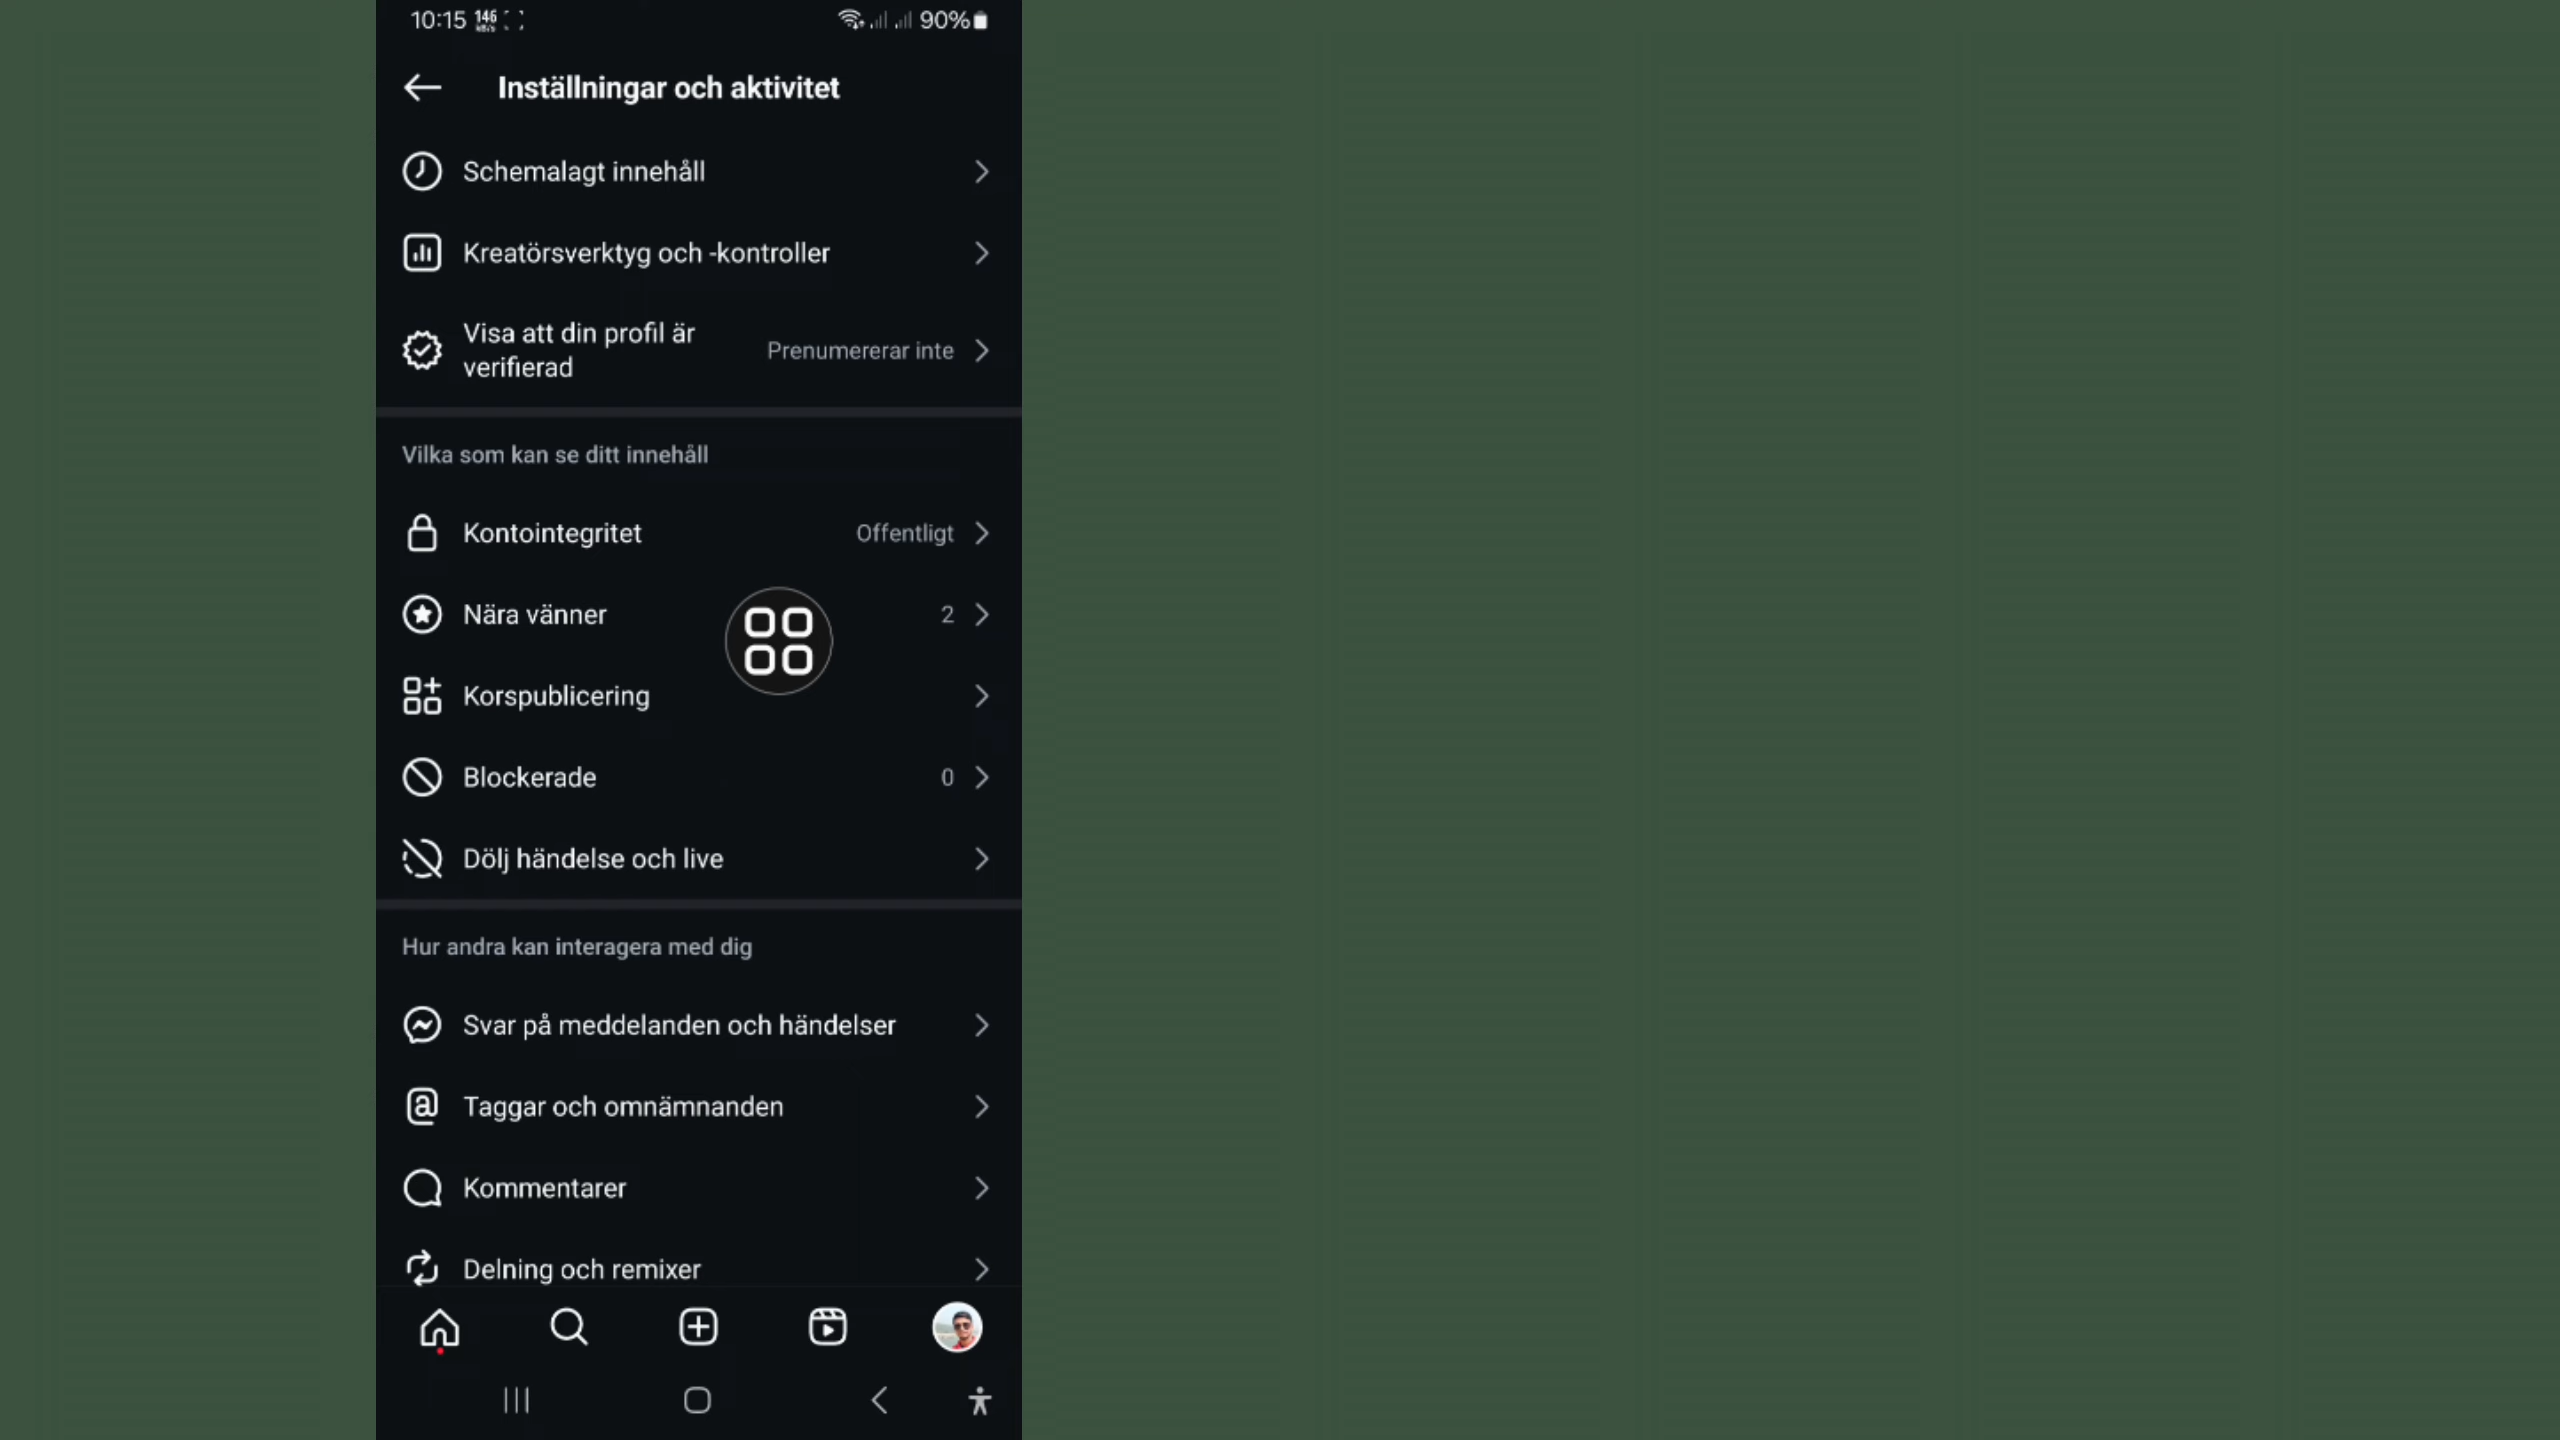 10:15 146 90%
Inställningar och aktivitet
Schemalagt innehåll
Kreatörsverktyg och -kontroller
Visa att din profil är
verifierad
Prenumererar inte
Vilka som kan se ditt innehåll
Kontointegritet Offentligt
Nära vänner 2
Korspublicering
Blockerade 0
Dölj händelse och live
Hur andra kan interagera med dig
Svar på meddelanden och händelser
Taggar och omnämnanden
Kommentarer
Delning och remixer